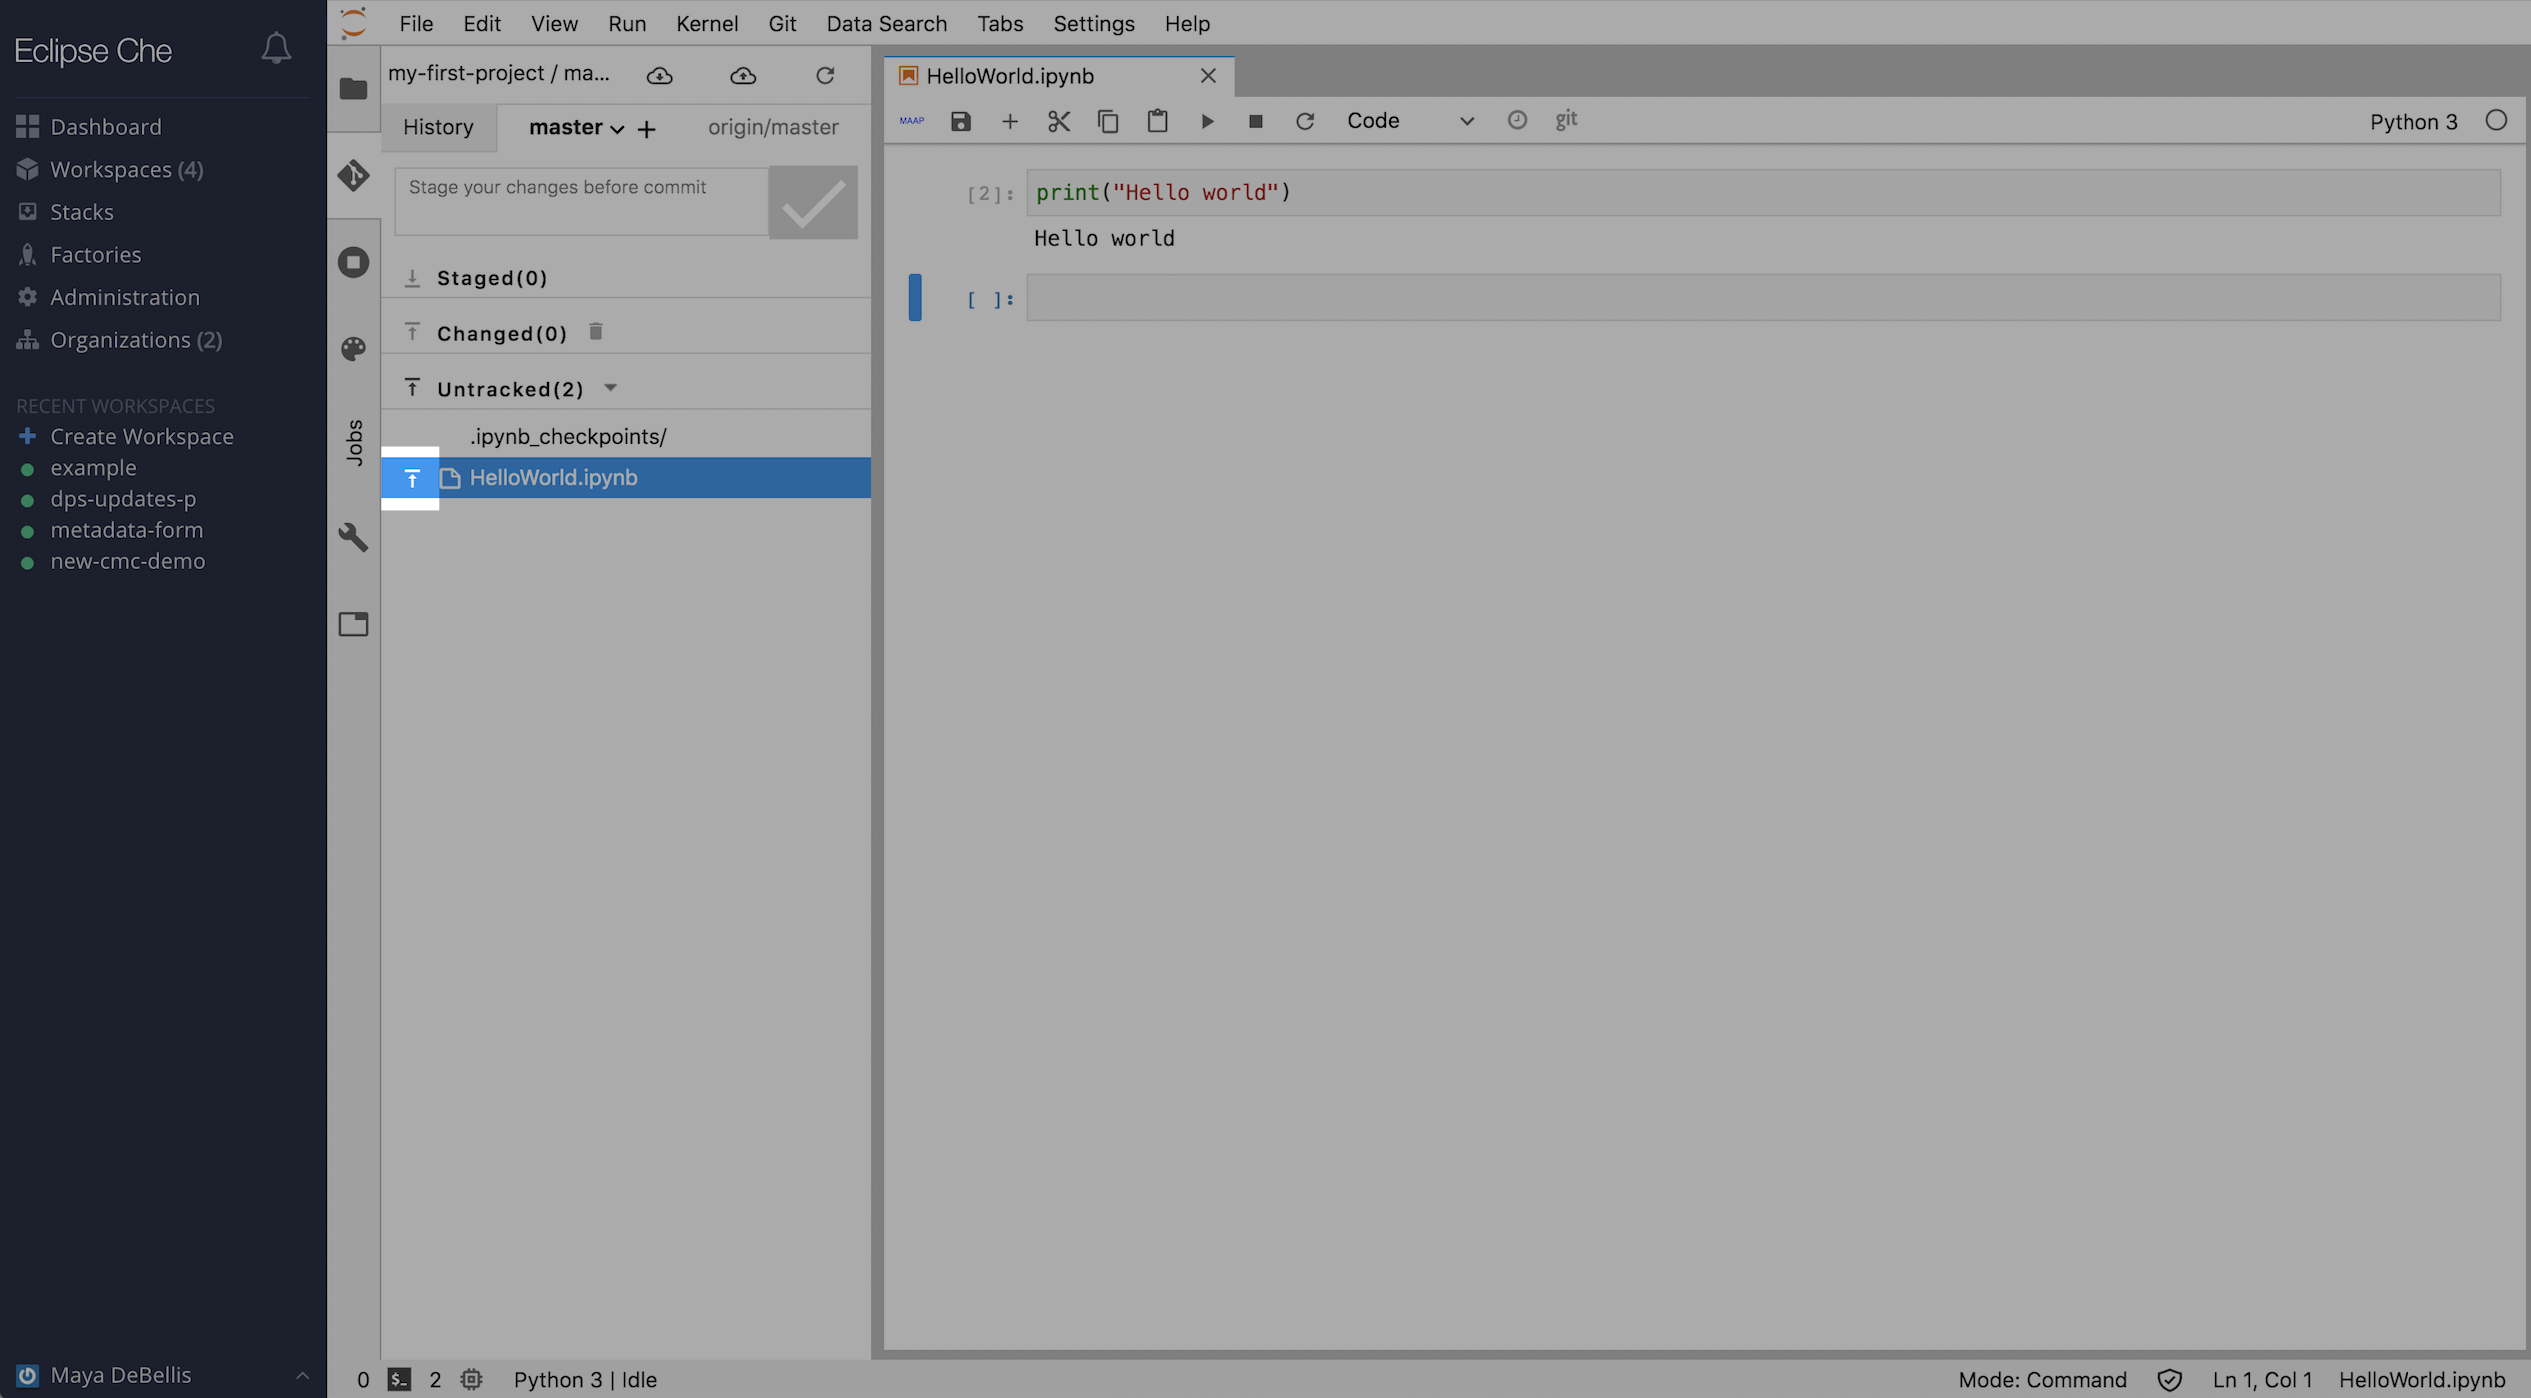 Eclipse Che
Dashboard
Workspaces (4)
Stacks
Factories
Administration
Organizations (2)
RECENT WORKSPACES
Create Workspace
example
dps-updates-p
metadata-form
new-cmc-demo
Maya DeBellis
File Edit View Run Kernel Git Data Search Tabs Settings Help
Jobs
my-first-project / ma...
History master origin/master
Stage your changes before commit
Staged(0)
Changed(0)
Untracked(2)
.ipynb_checkpoints/
HelloWorld.ipynb
HelloWorld.ipynb
MAAP Code git Python 3
[2]: print("Hello world")
Hello world
[ ]:
0 $_ 2 Python 3 | Idle Mode: Command Ln 1, Col 1 HelloWorld.ipynb